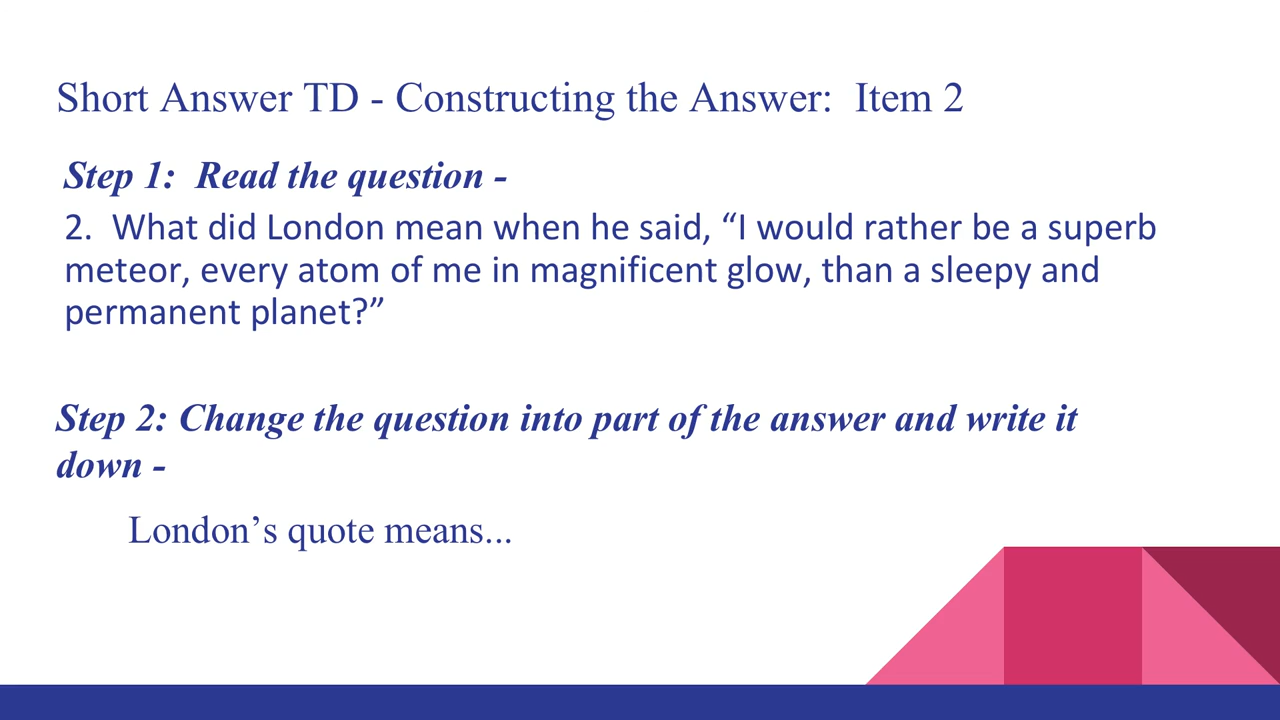 Short Answer TD - Constructing the Answer:  Item 2
Step 1:  Read the question -
2.  What did London mean when he said, “I would rather be a superb
meteor, every atom of me in magnificent glow, than a sleepy and
permanent planet?”
Step 2: Change the question into part of the answer and write it
down -
London’s quote means...